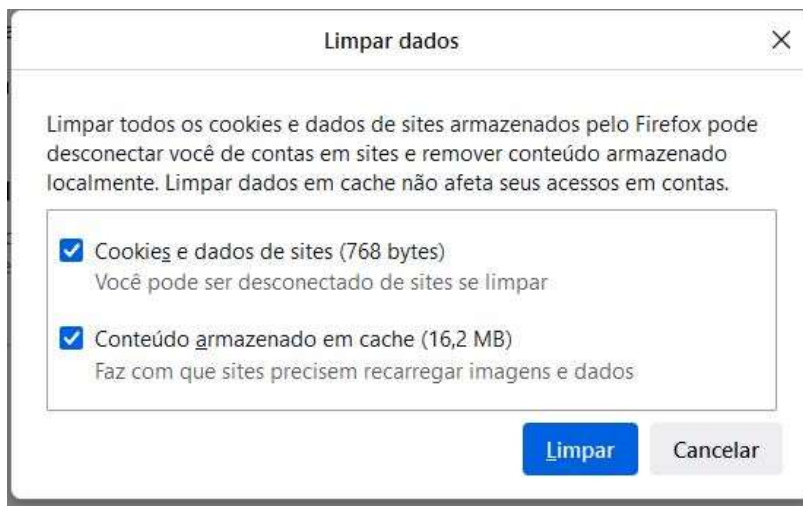 Limpar dados
Limpar todos os cookies e dados de sites armazenados pelo Firefox pode
desconectar você de contas em sites e remover conteúdo armazenado
localmente. Limpar dados em cache não afeta seus acessos em contas.
Cookies e dados de sites (768 bytes)
Você pode ser desconectado de sites se limpar
Conteúdo armazenado em cache (16,2 MB)
Faz com que sites precisem recarregar imagens e dados
Limpar Cancelar